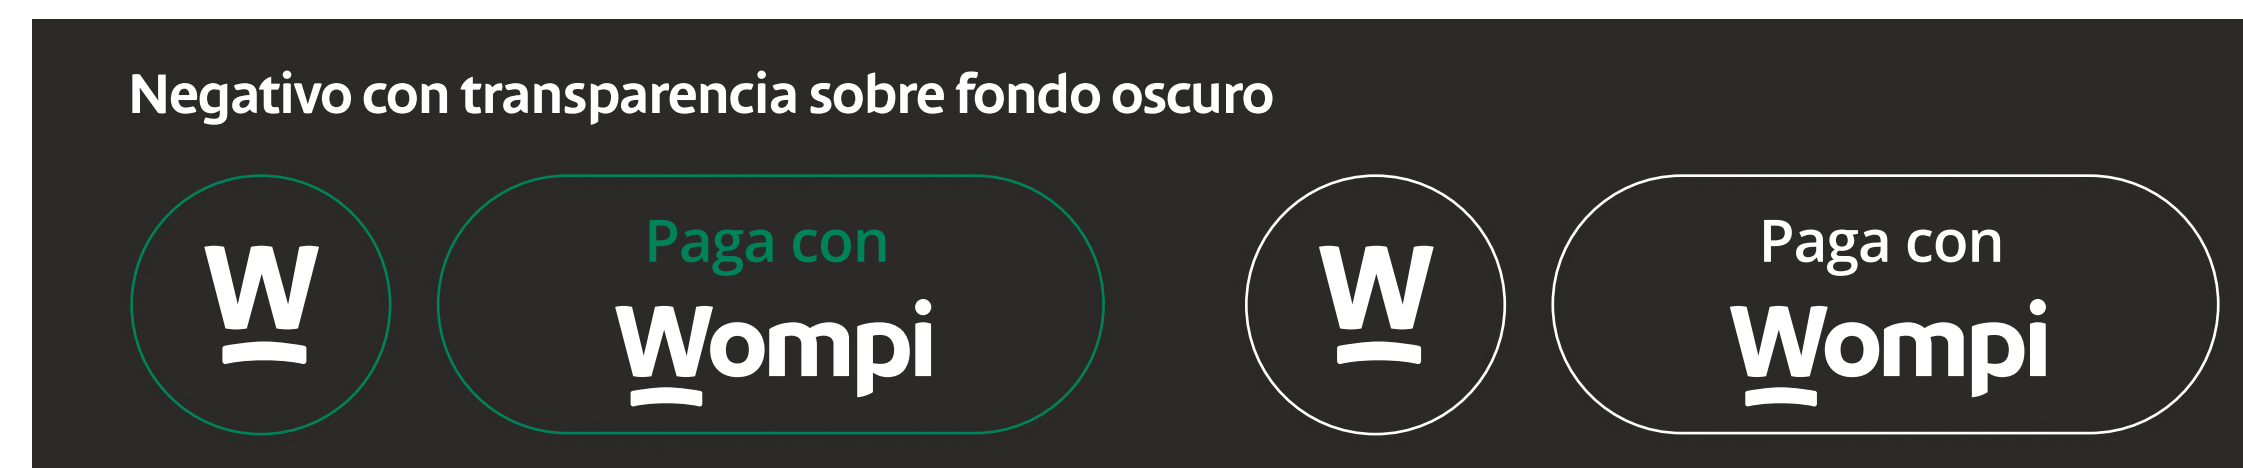 Negativo con transparencia sobre fondo oscuro
W
Paga con
Wompi
W
Paga con
Wompi